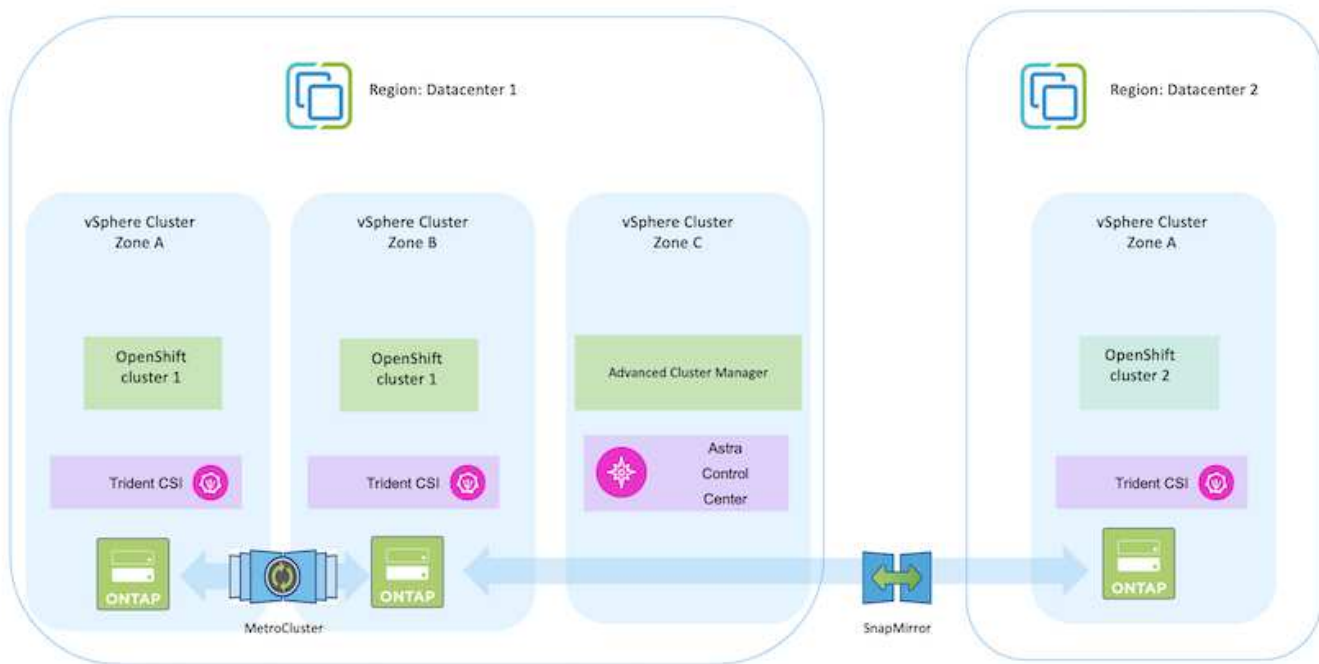 Region: Datacenter 1
Region: Datacenter 2
vSphere Cluster
Zone A
vSphere Cluster
Zone B
vSphere Cluster
Zone C
vSphere Cluster
Zone A
OpenShift
cluster 1
OpenShift
cluster 1
Advanced Cluster Manager
OpenShift
cluster 2
Trident CSI
Trident CSI
Astra
Control
Center
Trident CSI
ONTAP
ONTAP
ONTAP
MetroCluster
SnapMirror